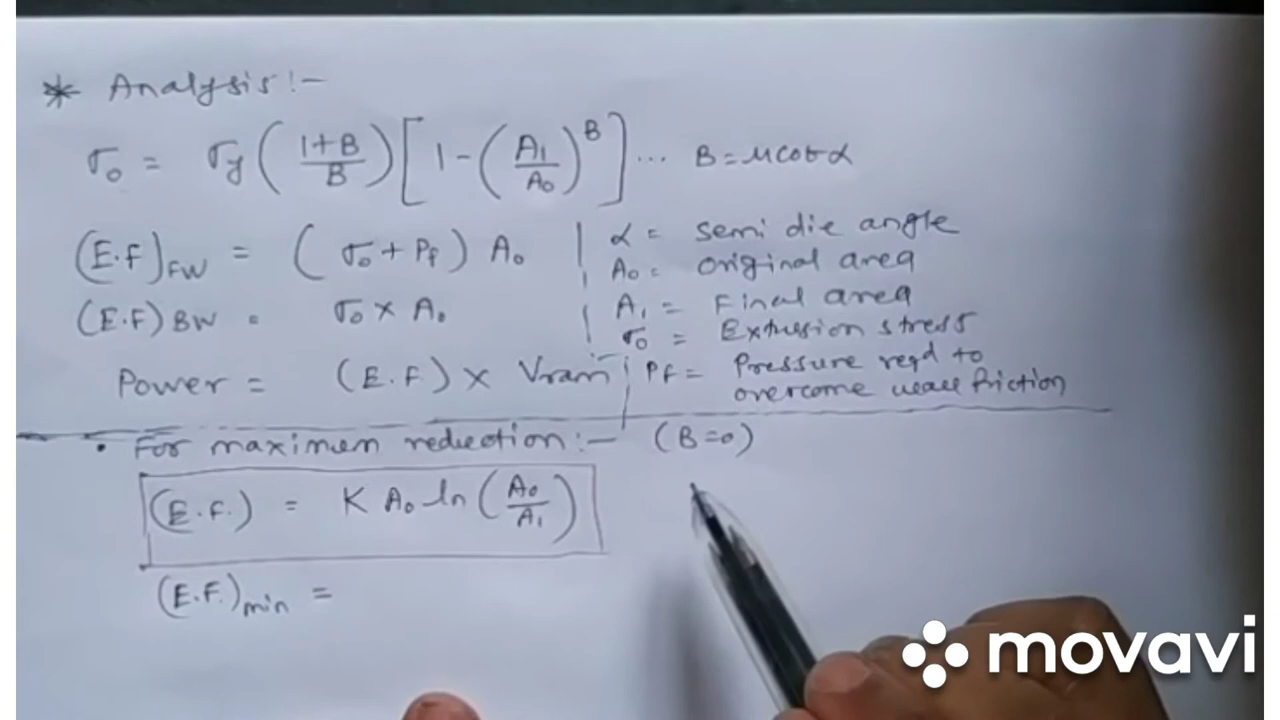 * Analysis:-
σ₀ = σy ((1+B)/B) [1-(A₁/A₀)^B] ... B = μcotα
(E.F)FW = (σ₀ + Pf) A₀
α = semi die angle
A₀ = original area
(E.F)BW = σ₀ × A₀
A₁ = Final area
σ₀ = Extrusion stress
Power = (E.F) × Vram
Pf = Pressure reqd to
overcome wall friction
• For maximum reduction:- (B=0)
(E.F.) = K A₀ ln (A₀/A₁)
(E.F.)min =
movavi